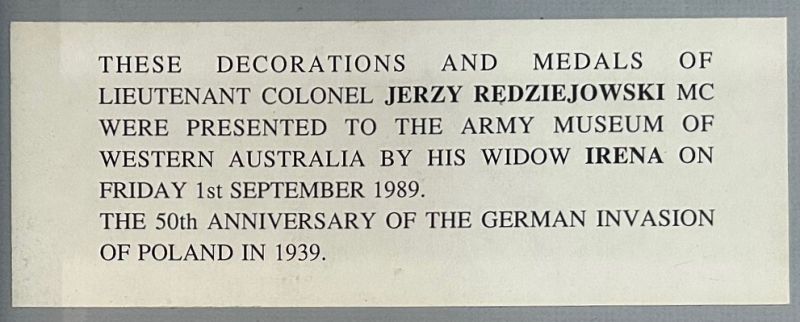 THESE DECORATIONS AND MEDALS OF
LIEUTENANT COLONEL JERZY RĘDZIEJOWSKI MC
WERE PRESENTED TO THE ARMY MUSEUM OF
WESTERN AUSTRALIA BY HIS WIDOW IRENA ON
FRIDAY 1st SEPTEMBER 1989.
THE 50th ANNIVERSARY OF THE GERMAN INVASION
OF POLAND IN 1939.